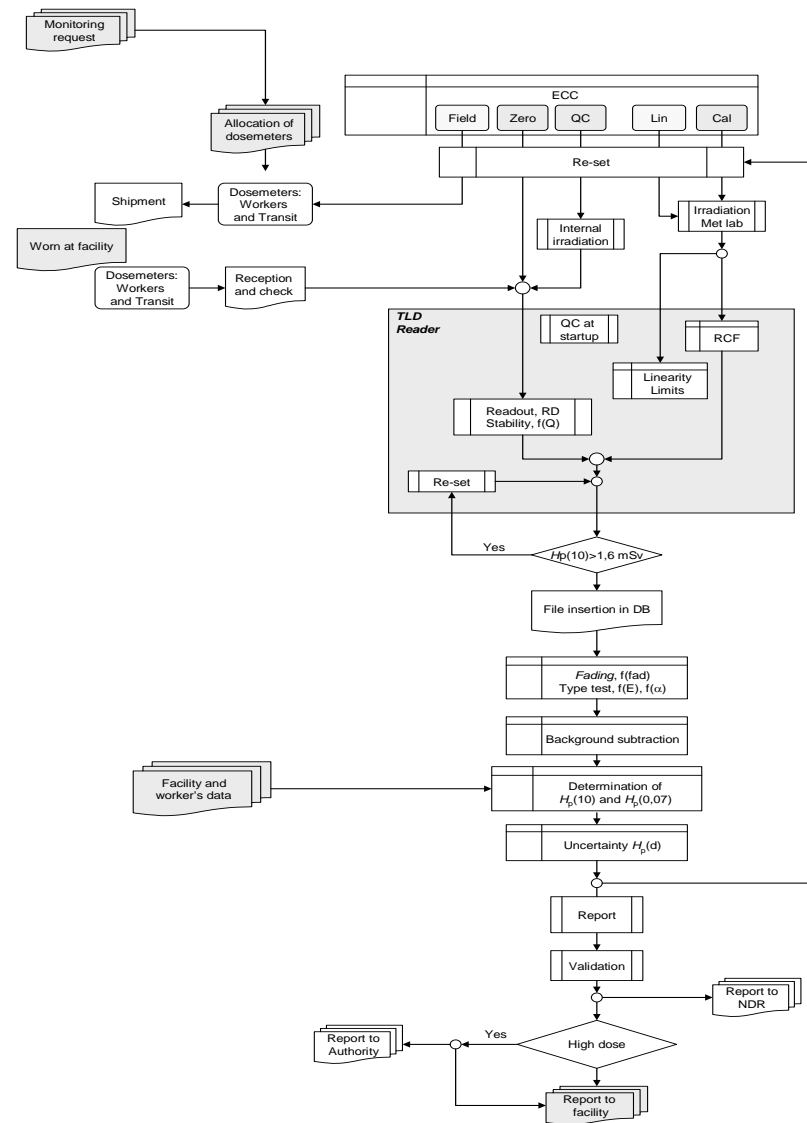 Monitoring
request
ECC
Field
Zero
QC
Lin
Cal
Allocation of
dosemeters
Re-set
Shipment
Dosemeters:
Workers
and Transit
Irradiation
Met lab
Internal
irradiation
Worn at facility
Dosemeters:
Workers
and Transit
Reception
and check
TLD
Reader
QC at
startup
RCF
Linearity
Limits
Readout, RD
Stability, f(Q)
Re-set
Yes
Hp(10)>1,6 mSv
File insertion in DB
Fading, f(fad)
Type test, f(E), f(α)
Background subtraction
Facility and
worker's data
Determination of
Hp(10) and Hp(0,07)
Uncertainty Hp(d)
Report
Validation
Report to
NDR
Report to
Authority
Yes
High dose
Report to
facility